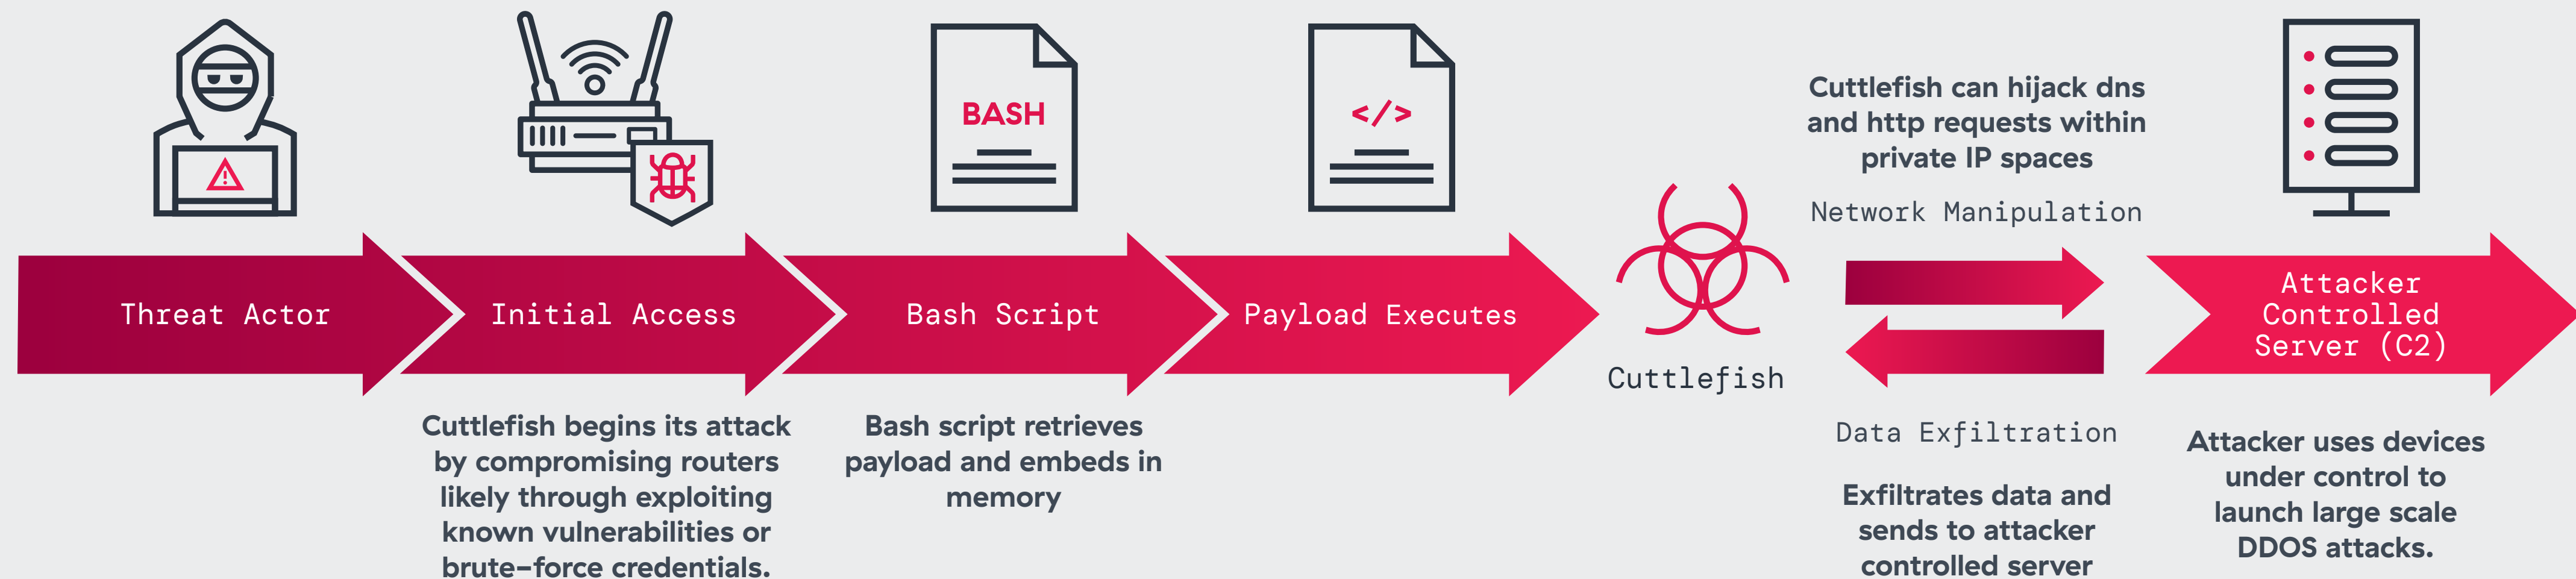 BASH
</>
Cuttlefish can hijack dns
and http requests within
private IP spaces
Network Manipulation
Threat Actor
Initial Access
Bash Script
Payload Executes
Cuttlefish
Attacker
Controlled
Server (C2)
Cuttlefish begins its attack
by compromising routers
likely through exploiting
known vulnerabilities or
brute-force credentials.
Bash script retrieves
payload and embeds in
memory
Data Exfiltration
Exfiltrates data and
sends to attacker
controlled server
Attacker uses devices
under control to
launch large scale
DDOS attacks.